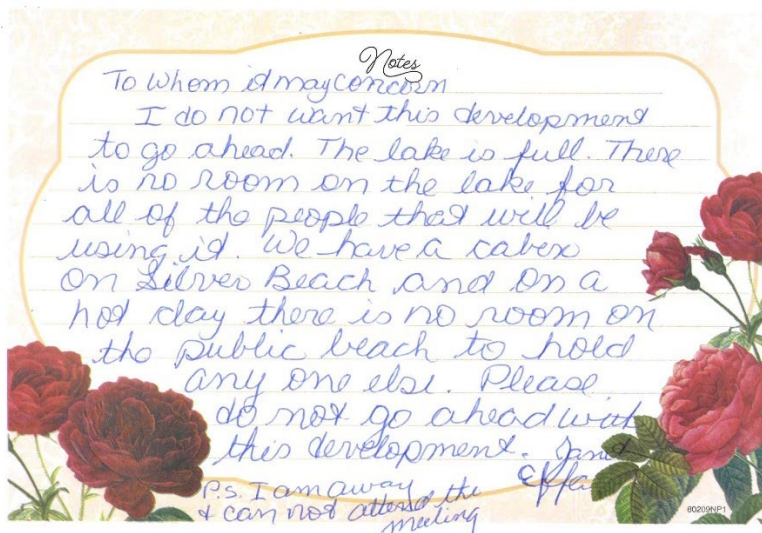 Notes
To Whom it may concern
I do not want this development
to go ahead. The lake is full. There
is no room on the lake for
all of the people that will be
using it. We have a cabin
on Silver Beach and on a
hot day there is no room on
the public beach to hold
any one else. Please
do not go ahead with
this development.
P.s. I am away
+ can not attend the
meeting
80209NP1